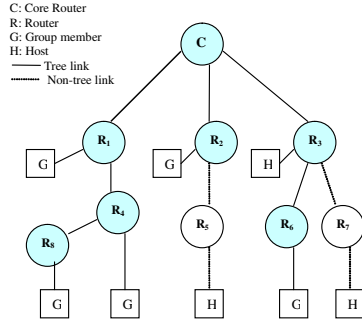 C: Core Router
R: Router
G: Group member
H: Host
Tree link
Non-tree link
C
R1
R2
R3
G
G
H
R4
R5
R6
R7
R8
G
G
H
G
H